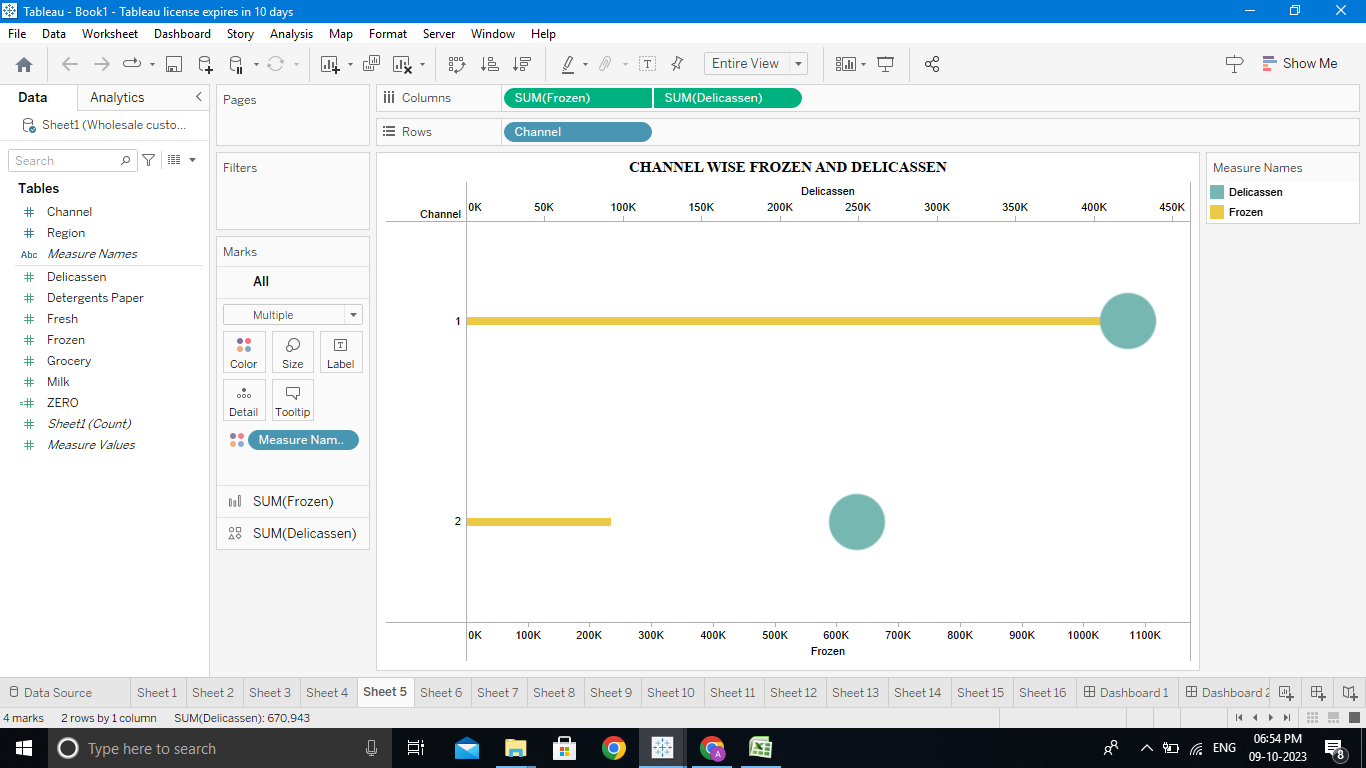 Tableau - Book1 - Tableau license expires in 10 days
File Data Worksheet Dashboard Story Analysis Map Format Server Window Help
Entire View
Show Me
Data Analytics
Pages
Columns
SUM(Frozen) SUM(Delicassen)
Sheet1 (Wholesale custo...
Rows
Channel
Search
Filters
Tables
Channel
Region
Abc Measure Names
Delicassen
Detergents Paper
Fresh
Frozen
Grocery
Milk
ZERO
Sheet1 (Count)
Measure Values
Marks
All
Multiple
Color Size Label
Detail Tooltip
Measure Nam..
SUM(Frozen)
SUM(Delicassen)
CHANNEL WISE FROZEN AND DELICASSEN
Delicassen
Channel
0K 50K 100K 150K 200K 250K 300K 350K 400K 450K
1
2
0K 100K 200K 300K 400K 500K 600K 700K 800K 900K 1000K 1100K
Frozen
Measure Names
Delicassen
Frozen
Data Source Sheet 1 Sheet 2 Sheet 3 Sheet 4 Sheet 5 Sheet 6 Sheet 7 Sheet 8 Sheet 9 Sheet 10 Sheet 11 Sheet 12 Sheet 13 Sheet 14 Sheet 15 Sheet 16 Dashboard 1 Dashboard 2
4 marks 2 rows by 1 column SUM(Delicassen): 670,943
Type here to search
ENG
06:54 PM
09-10-2023
8